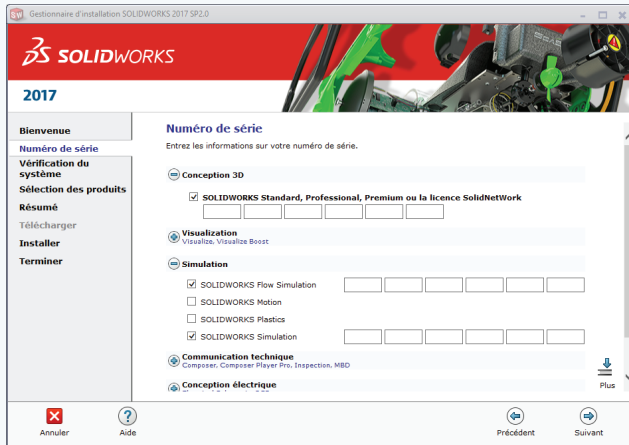 Gestionnaire d'installation SOLIDWORKS 2017 SP2.0
SOLIDWORKS
2017
Bienvenue
Numéro de série
Vérification du
système
Sélection des produits
Résumé
Télécharger
Installer
Terminer
Numéro de série
Entrez les informations sur votre numéro de série.
Conception 3D
SOLIDWORKS Standard, Professional, Premium ou la licence SolidNetWork
Visualization
Visualize, Visualize Boost
Simulation
SOLIDWORKS Flow Simulation
SOLIDWORKS Motion
SOLIDWORKS Plastics
SOLIDWORKS Simulation
Communication technique
Composer, Composer Player Pro, Inspection, MBD
Conception électrique
Plus
Annuler
Aide
Précédent
Suivant